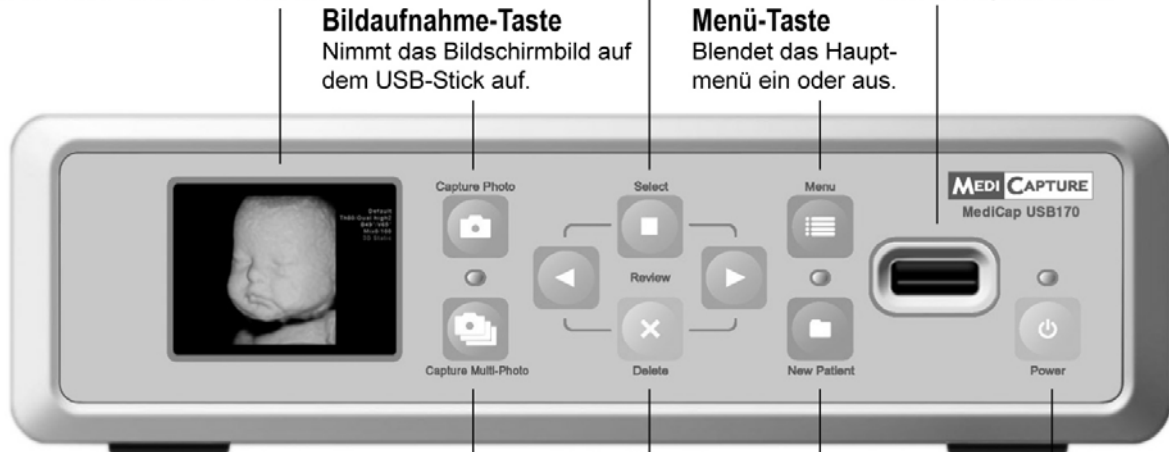 Bildaufnahme-Taste
Nimmt das Bildschirmbild auf
dem USB-Stick auf.
Menü-Taste
Blendet das Haupt-
menü ein oder aus.
Capture Photo
Select
Menu
MEDI CAPTURE
MediCap USB170
Default
Review
Capture Multi-Photo
Delete
New Patient
Power